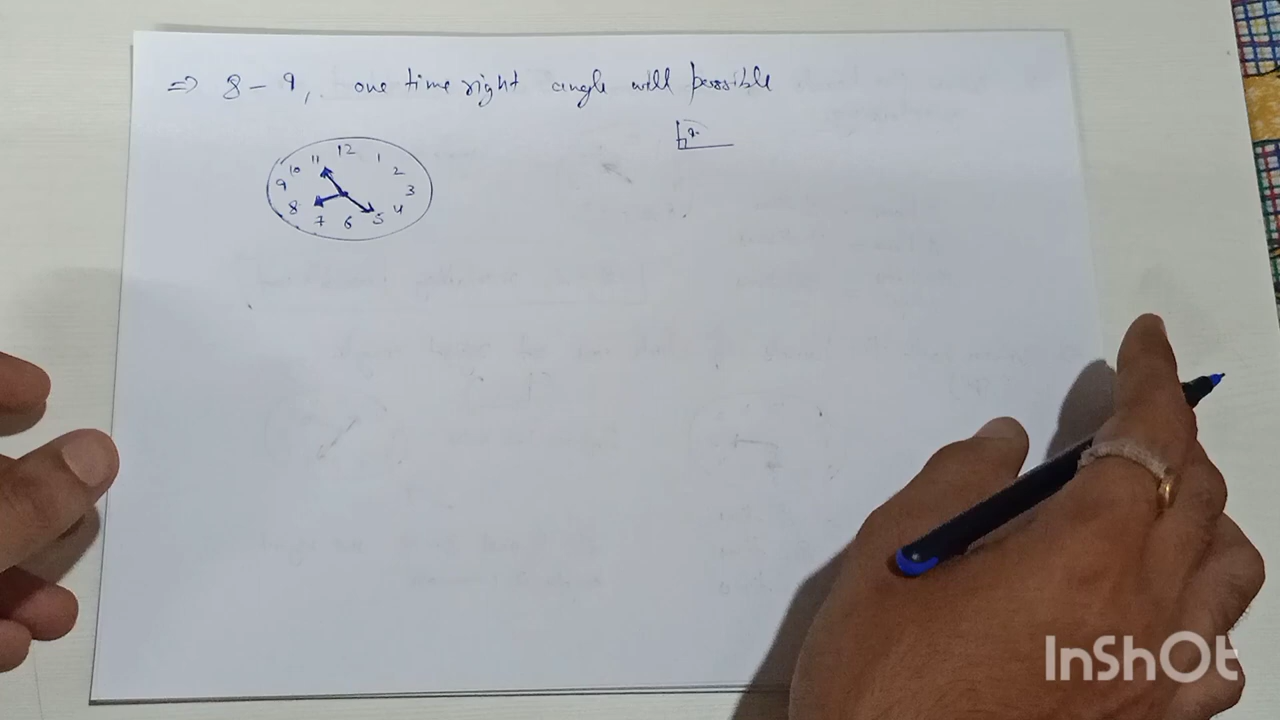 ⇒ 8 - 9, one time right angle will possible
90
12
11 1
10 2
9 3
8 4
7 6 5
InShOt